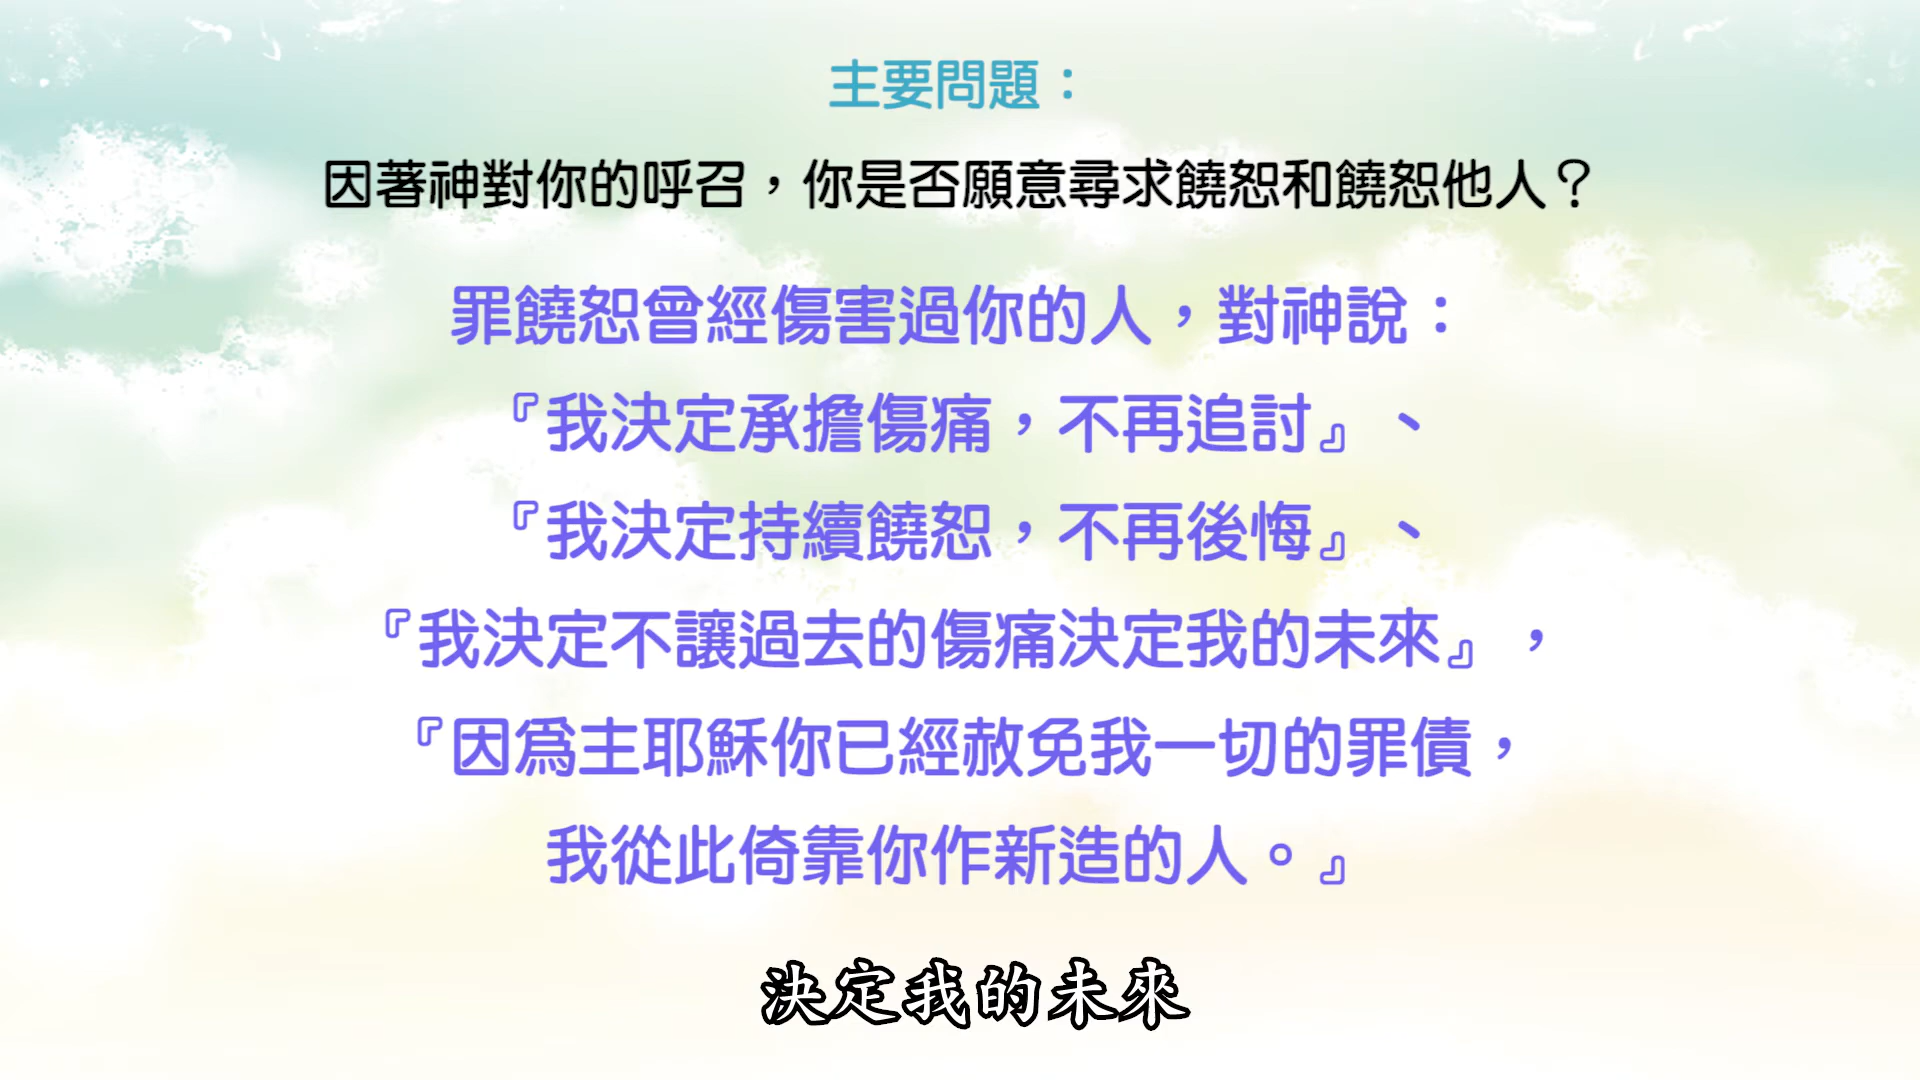 主要問題：
因著神對你的呼召，你是否願意尋求饒恕和饒恕他人？
罪饒恕曾經傷害過你的人，對神說：
『我決定承擔傷痛，不再追討』、
『我決定持續饒恕，不再後悔』、
『我決定不讓過去的傷痛決定我的未來』，
『因為主耶穌你已經赦免我一切的罪債，
我從此倚靠你作新造的人。』
決定我的未來